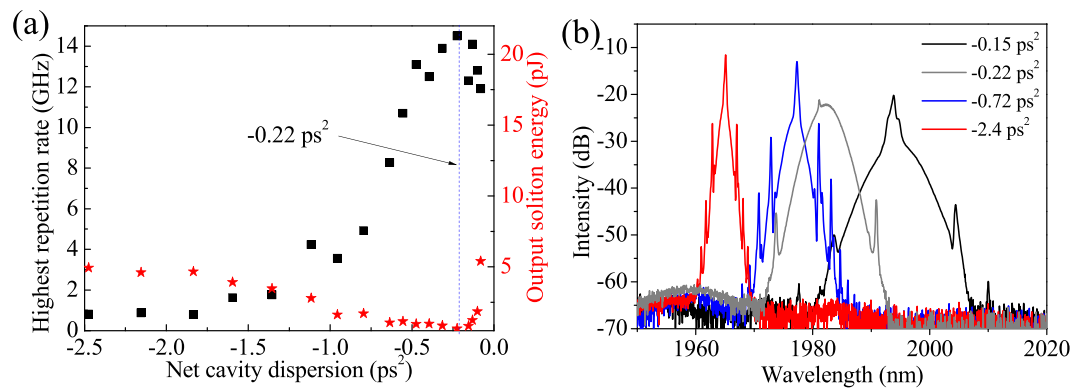 (a)
14
12
10
8
6
4
2
0
Highest repetition rate (GHz)
-2.5
-2.0
-1.5
-1.0
-0.5
0.0
Net cavity dispersion (ps²)
20
15
10
5
Output soliton energy (pJ)
-0.22 ps²
(b)
-10
-20
-30
-40
-50
-60
-70
Intensity (dB)
1960
1980
2000
2020
Wavelength (nm)
-0.15 ps²
-0.22 ps²
-0.72 ps²
-2.4 ps²